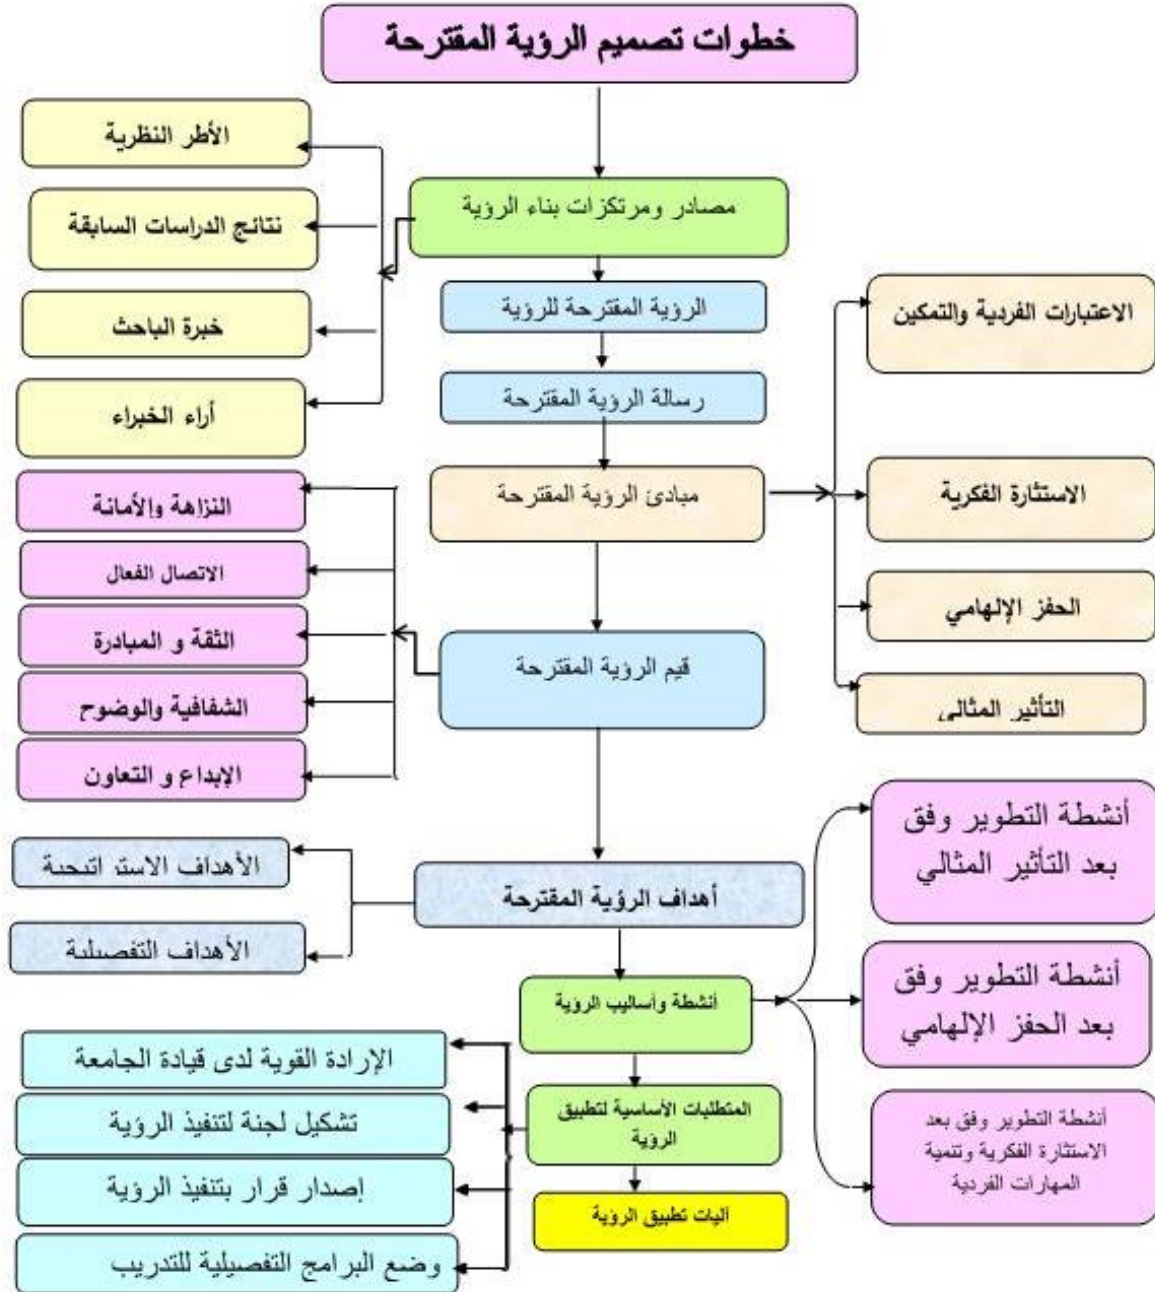 خطوات تصميم الرؤية المقترحة
مصادر ومرتكزات بناء الرؤية
الأطر النظرية
نتائج الدراسات السابقة
خبرة الباحث
أراء الخبراء
الرؤية المقترحة للرؤية
رسالة الرؤية المقترحة
مبادئ الرؤية المقترحة
الاعتبارات الفردية والتمكين
الاستثارة الفكرية
الحفز الإلهامي
التأثير المثالي
قيم الرؤية المقترحة
النزاهة والأمانة
الاتصال الفعال
الثقة و المبادرة
الشفافية والوضوح
الإبداع و التعاون
أهداف الرؤية المقترحة
الأهداف الاستراتيجية
الأهداف التفصيلية
أنشطة وأساليب الرؤية
أنشطة التطوير وفق
بعد التأثير المثالي
أنشطة التطوير وفق
بعد الحفز الإلهامي
أنشطة التطوير وفق بعد
الاستثارة الفكرية وتنمية
المهارات الفردية
المتطلبات الأساسية لتطبيق
الرؤية
الإرادة القوية لدى قيادة الجامعة
تشكيل لجنة لتنفيذ الرؤية
إصدار قرار بتنفيذ الرؤية
وضع البرامج التفصيلية للتدريب
آليات تطبيق الرؤية